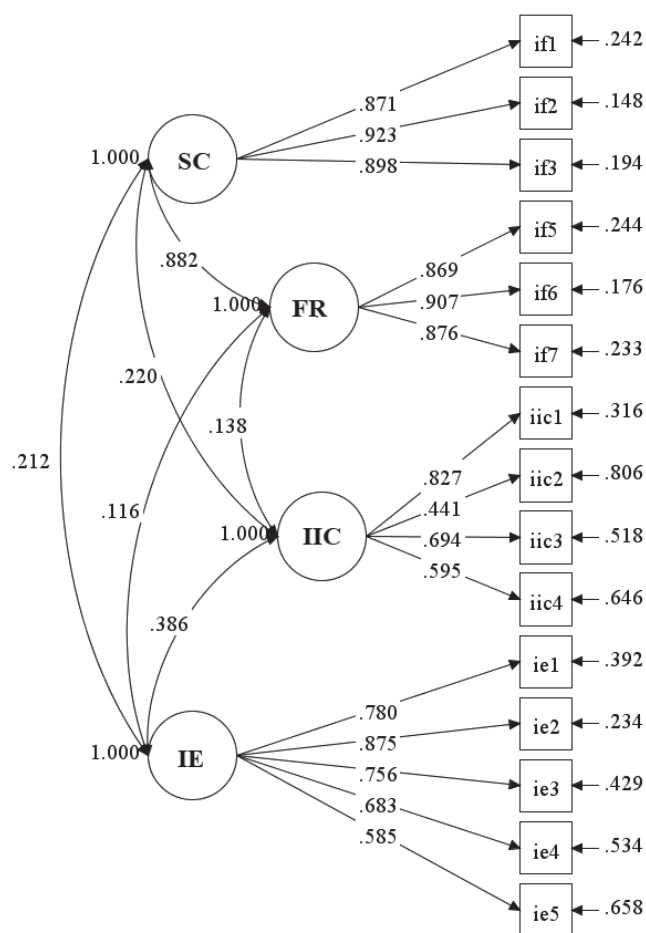 if1
.242
.871
if2
.148
.923
1.000
SC
.898
if3
.194
if5
.244
.882
.869
1.000
FR
.907
if6
.176
.876
if7
.233
.220
iic1
.316
.138
.212
.827
iic2
.806
.116
.441
1.000
IIC
.694
iic3
.518
.595
iic4
.646
.386
ie1
.392
.780
ie2
.234
1.000
IE
.875
.756
ie3
.429
.683
.585
ie4
.534
ie5
.658